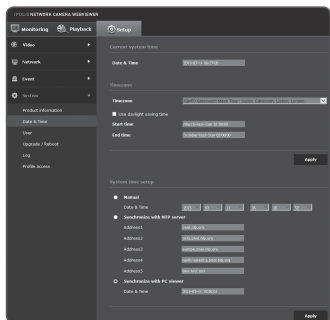 iPOLiS NETWORK CAMERA WEBVIEWER
Monitoring
Playback
Setup
Video
Network
Event
System
Product information
Date & Time
User
Upgrade / Reboot
Log
Profile access
Current system time
Date & Time
Timezone
Timezone
Use daylight saving time
Start time
End time
Apply
System time setup
Manual
Date & Time
Synchronize with NTP server
Address1
Address2
Address3
Address4
Address5
Synchronize with PC viewer
Date & Time
Apply